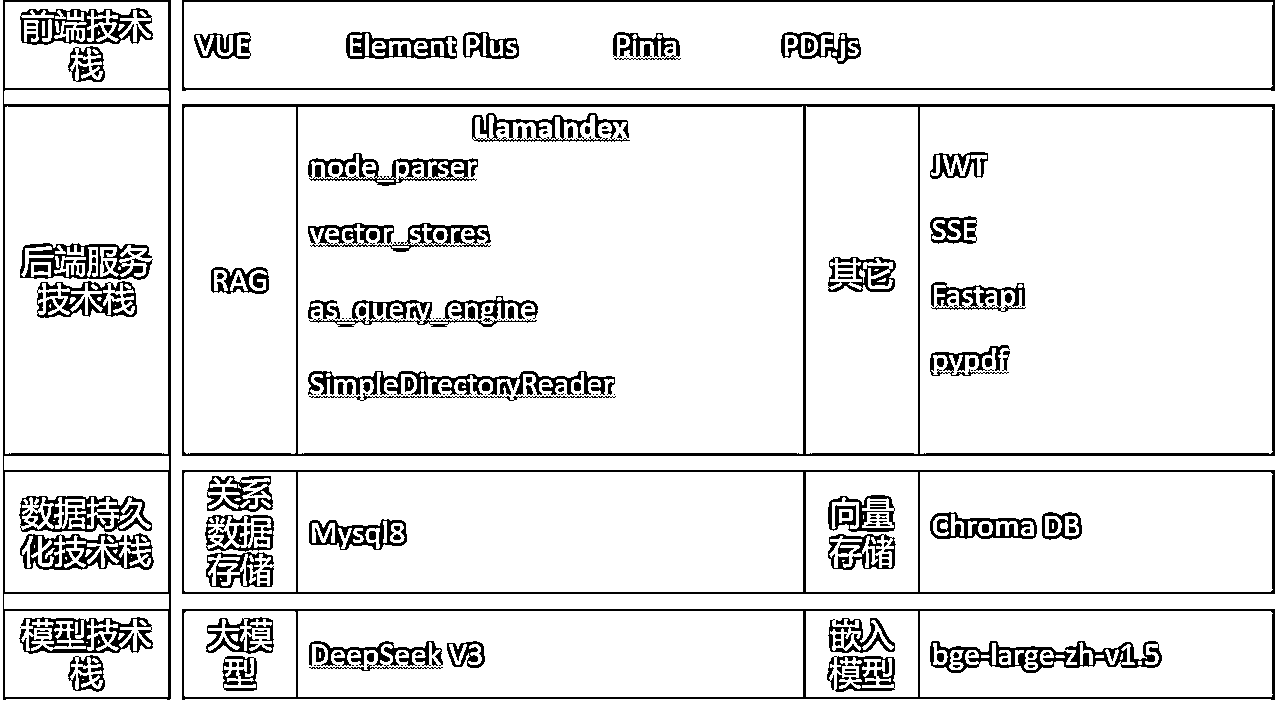 前端技术
栈
VUE Element Plus Pinia PDF.js
后端服务
技术栈
RAG
LlamaIndex
node_parser
vector_stores
as_query_engine
SimpleDirectoryReader
其它
JWT
SSE
Fastapi
pypdf
数据持久
化技术栈
关系
数据
存储
Mysql8
向量
存储
Chroma DB
模型技术
栈
大模
型
DeepSeek V3
嵌入
模型
bge-large-zh-v1.5